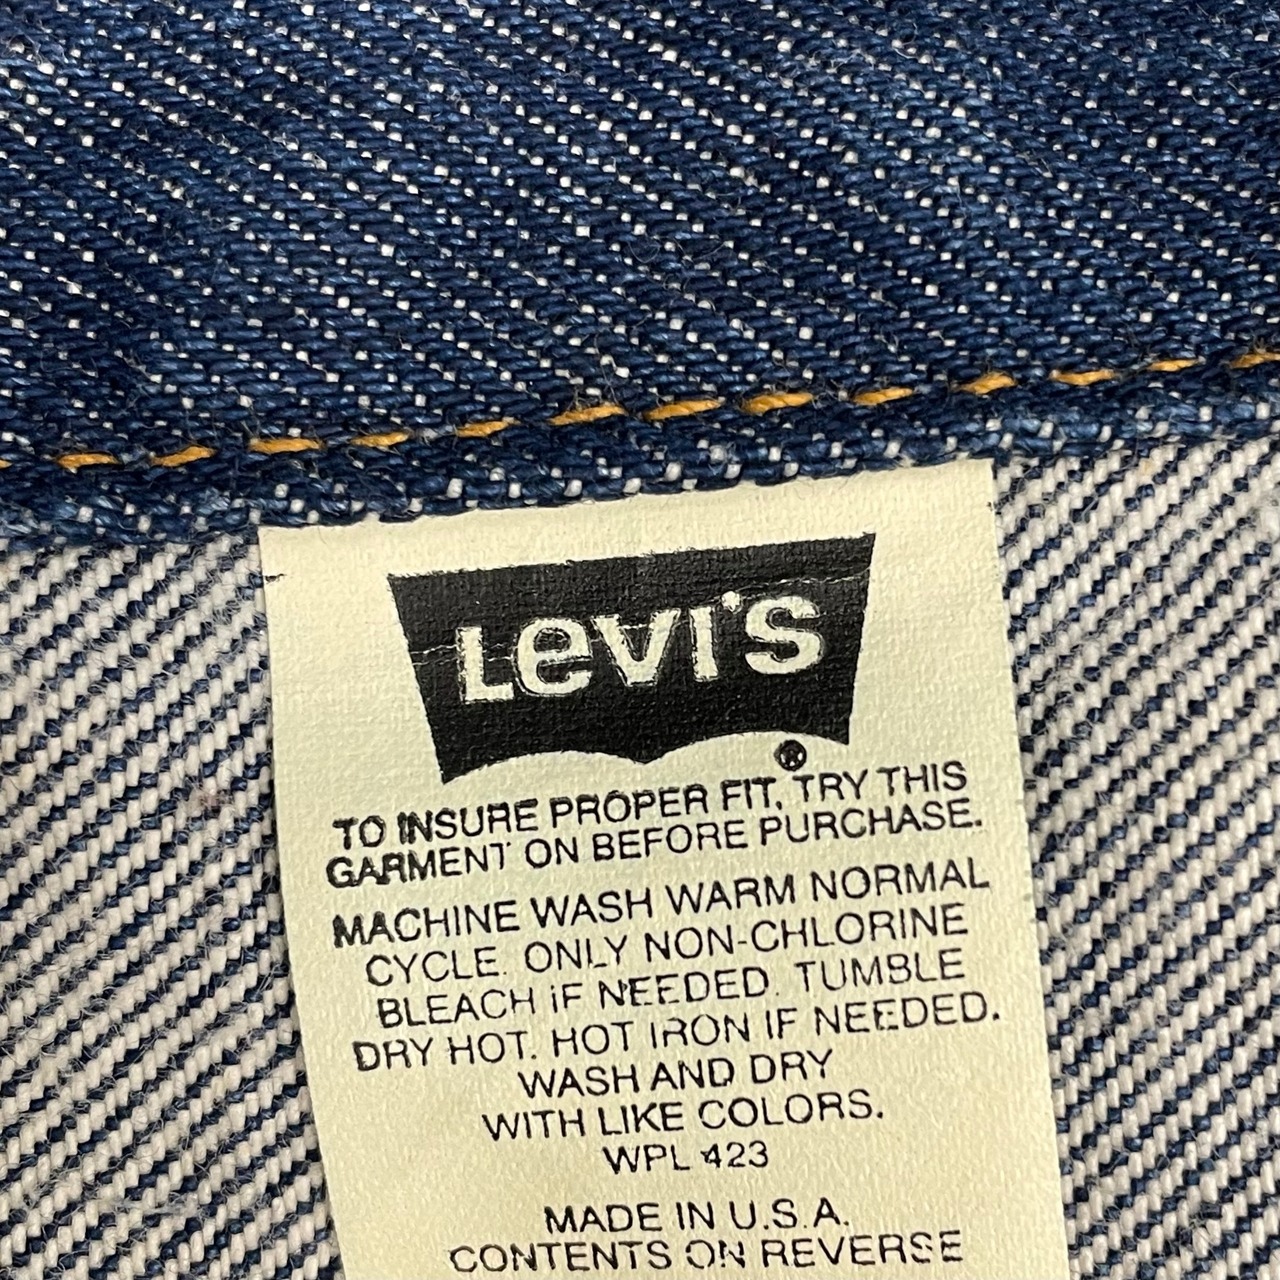 LEVI'S
®
TO INSURE PROPER FIT, TRY THIS
GARMENT ON BEFORE PURCHASE.
MACHINE WASH WARM NORMAL
CYCLE. ONLY NON-CHLORINE
BLEACH IF NEEDED. TUMBLE
DRY HOT. HOT IRON IF NEEDED.
WASH AND DRY
WITH LIKE COLORS.
WPL 423
MADE IN U.S.A.
CONTENTS ON REVERSE